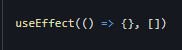 useEffect(() => {}, [])